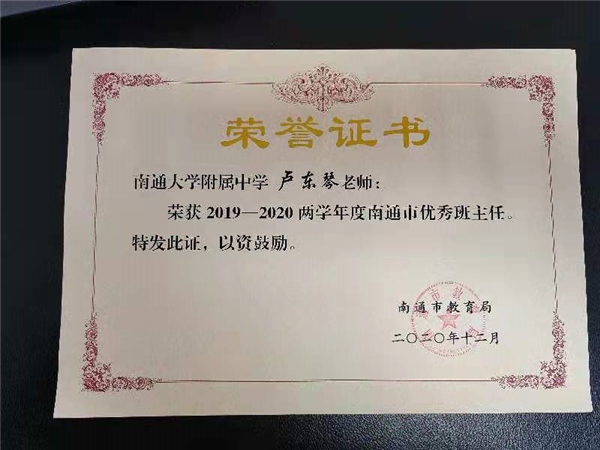 荣誉证书
南通大学附属中学 卢东琴老师：
荣获 2019—2020 两学年度南通市优秀班主任。
特发此证，以资鼓励。
南通市教育局
二〇二〇年十二月